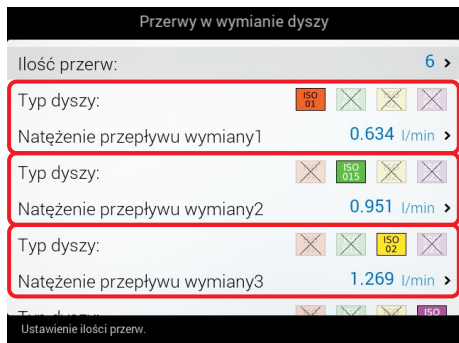 Przerwy w wymianie dyszy
Ilość przerw: 6 >
Typ dyszy: ISO 01
Natężenie przepływu wymiany1 0.634 l/min >
Typ dyszy: ISO 015
Natężenie przepływu wymiany2 0.951 l/min >
Typ dyszy: ISO 02
Natężenie przepływu wymiany3 1.269 l/min >
Typ dyszy: ISO
Ustawienie ilości przerw.